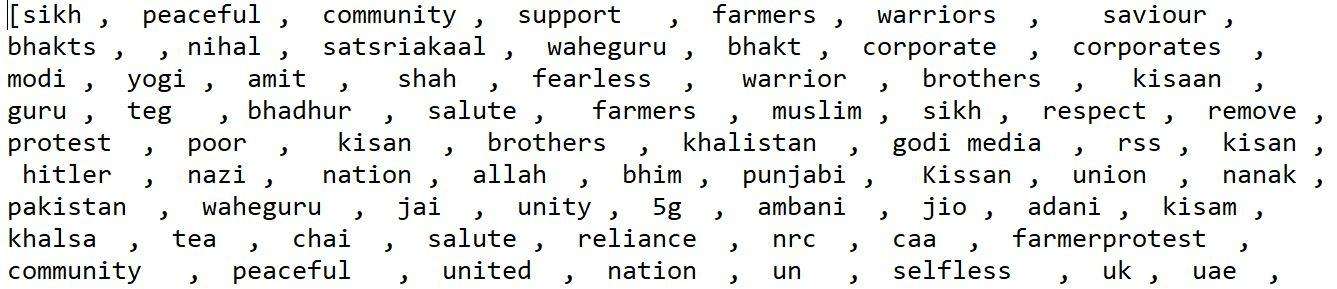 [sikh , peaceful , community , support , farmers , warriors , saviour ,
bhakts , , nihal , satsriakaal , waheguru , bhakt , corporate , corporates ,
modi , yogi , amit , shah , fearless , warrior , brothers , kisaan ,
guru , teg , bhadhur , salute , farmers , muslim , sikh , respect , remove ,
protest , poor , kisan , brothers , khalistan , godi media , rss , kisan ,
hitler , nazi , nation , allah , bhim , punjabi , Kissan , union , nanak ,
pakistan , waheguru , jai , unity , 5g , ambani , jio , adani , kisam ,
khalsa , tea , chai , salute , reliance , nrc , caa , farmerprotest ,
community , peaceful , united , nation , un , selfless , uk , uae ,